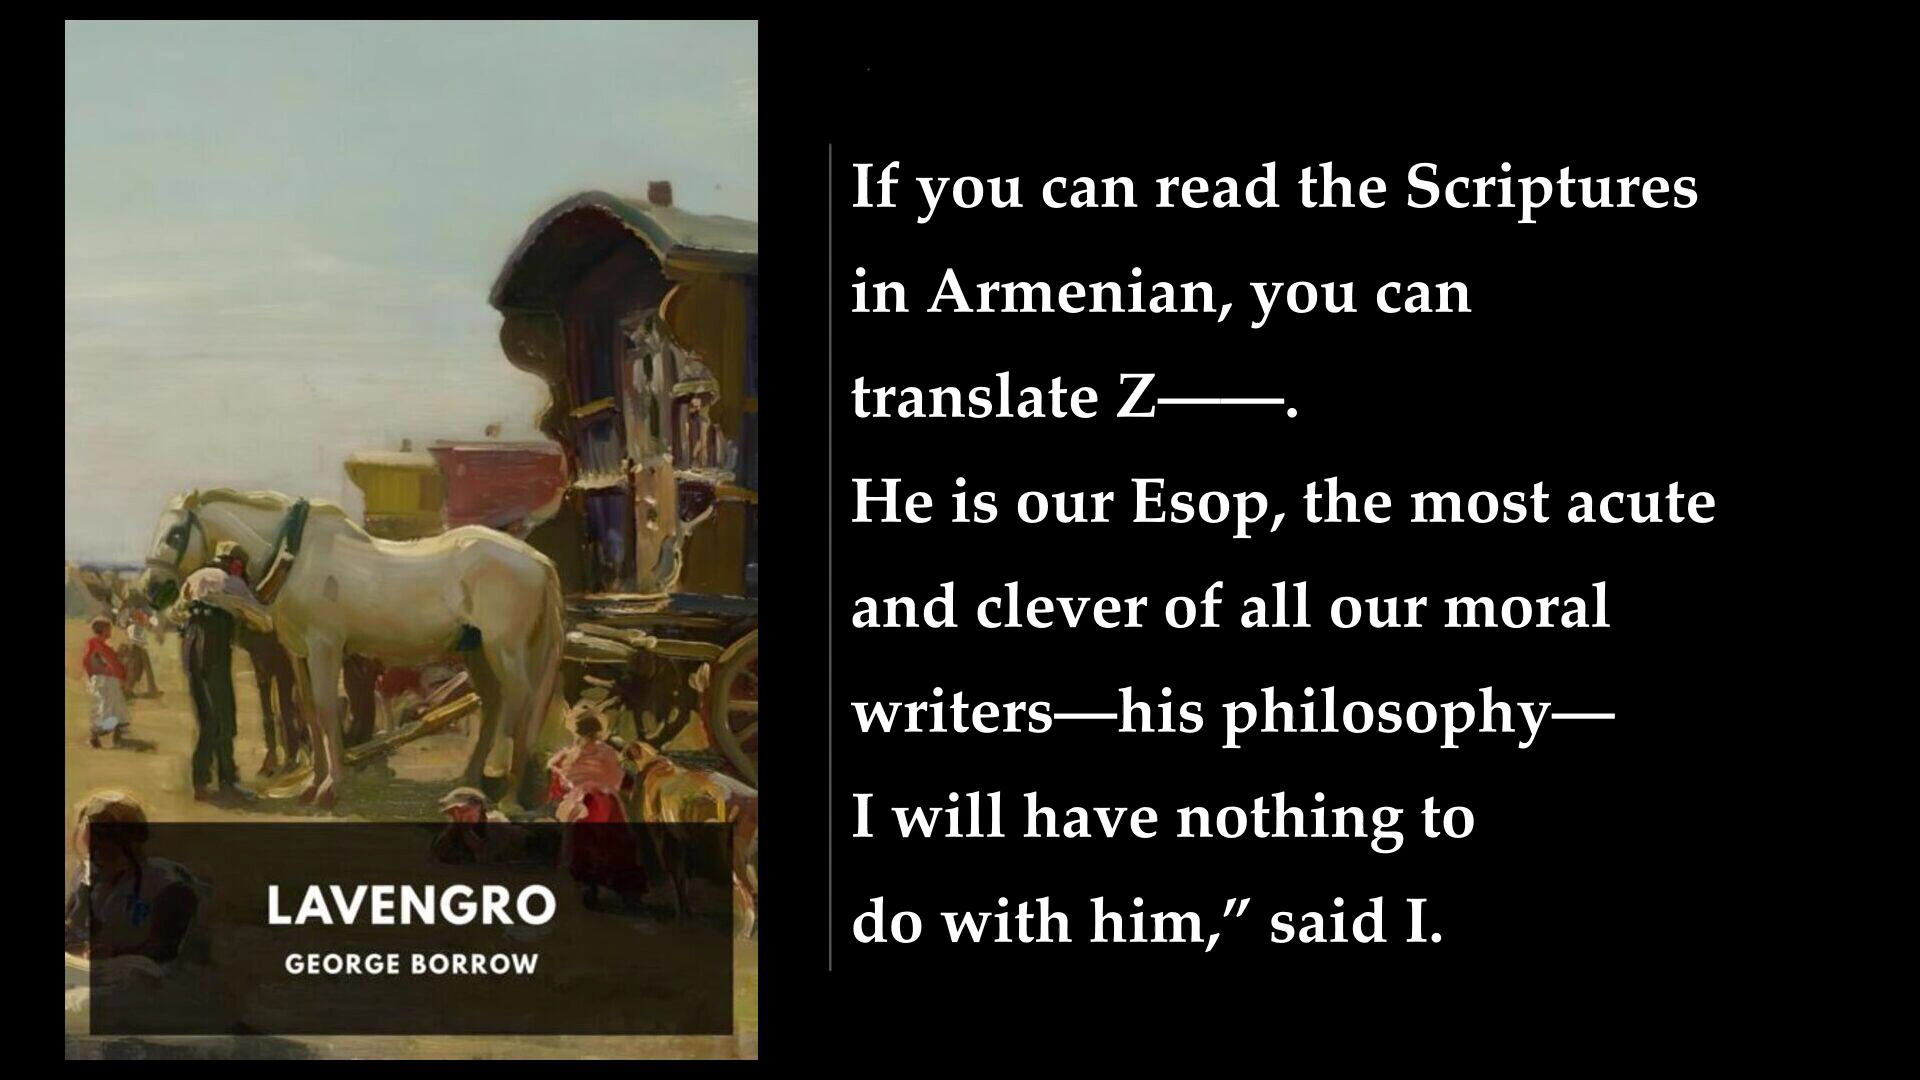 LAVENGRO
GEORGE BORROW
If you can read the Scriptures
in Armenian, you can
translate Z——.
He is our Esop, the most acute
and clever of all our moral
writers—his philosophy—
I will have nothing to
do with him,” said I.